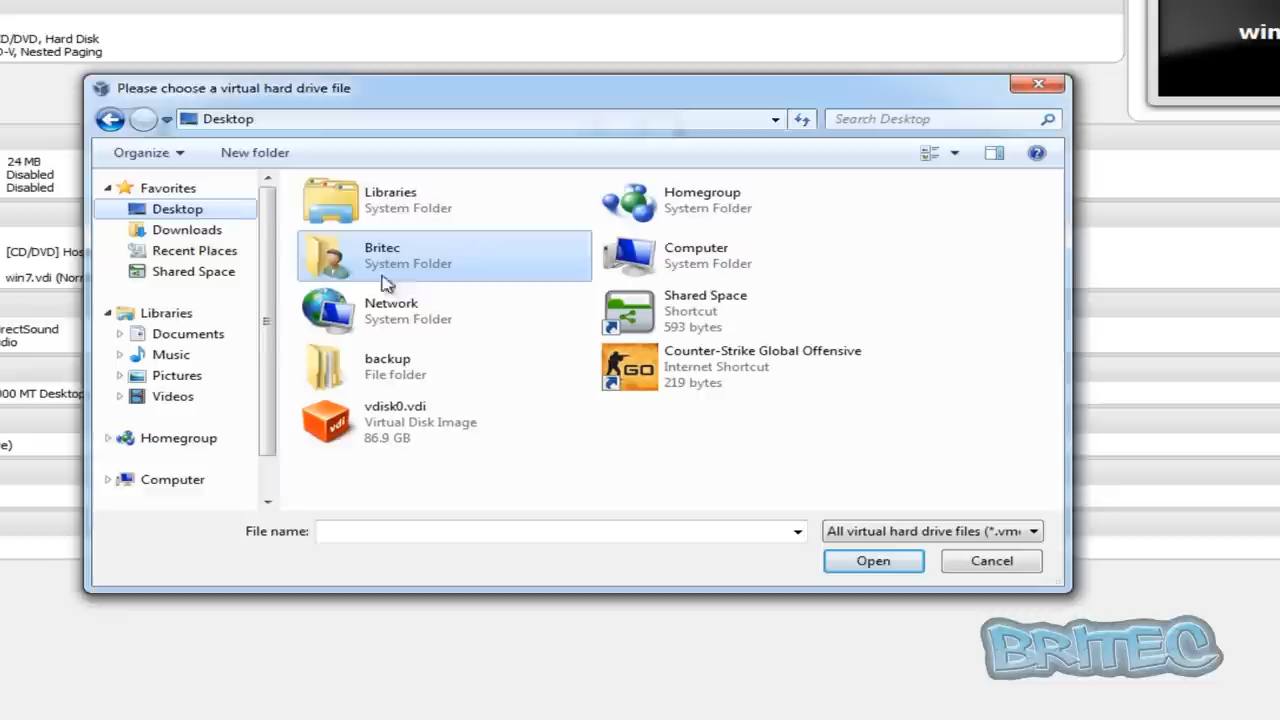 CD/DVD, Hard Disk
D-V, Nested Paging
win
Please choose a virtual hard drive file
Desktop
Search Desktop
Organize
New folder
24 MB
Disabled
Disabled
Favorites
Desktop
Downloads
Recent Places
Shared Space
Libraries
Documents
Music
Pictures
Videos
Homegroup
Computer
Libraries
System Folder
Homegroup
System Folder
Britec
System Folder
Computer
System Folder
Network
System Folder
Shared Space
Shortcut
593 bytes
backup
File folder
GO
Counter-Strike Global Offensive
Internet Shortcut
219 bytes
vdi
vdisk0.vdi
Virtual Disk Image
86.9 GB
[CD/DVD] Hos
win7.vdi (Norr
irectSound
dio
000 MT Desktop
e)
File name:
All virtual hard drive files (*.vm
Open
Cancel
BRITEC